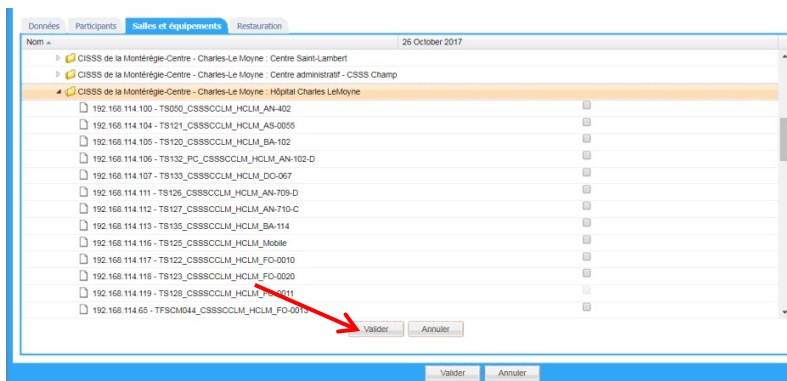 Données Participants Salles et équipements Restauration
Nom 26 October 2017
CISSS de la Montérégie-Centre - Charles-Le Moyne : Centre Saint-Lambert
CISSS de la Montérégie-Centre - Charles-Le Moyne : Centre administratif - CSSS Champ
CISSS de la Montérégie-Centre - Charles-Le Moyne : Hôpital Charles LeMoyne
192.168.114.100 - TS050_CSSSCCLM_HCLM_AN-402
192.168.114.104 - TS121_CSSSCCLM_HCLM_AS-0055
192.168.114.105 - TS120_CSSSCCLM_HCLM_BA-102
192.168.114.106 - TS132_PC_CSSSCCLM_HCLM_AN-102-D
192.168.114.107 - TS133_CSSSCCLM_HCLM_DO-067
192.168.114.111 - TS126_CSSSCCLM_HCLM_AN-709-D
192.168.114.112 - TS127_CSSSCCLM_HCLM_AN-710-C
192.168.114.113 - TS135_CSSSCCLM_HCLM_BA-114
192.168.114.116 - TS125_CSSSCCLM_HCLM_Mobile
192.168.114.117 - TS122_CSSSCCLM_HCLM_FO-0010
192.168.114.118 - TS123_CSSSCCLM_HCLM_FO-0020
192.168.114.119 - TS128_CSSSCCLM_HCLM_FO-0011
192.168.114.65 - TFSCM044_CSSSCCLM_HCLM_FO-0013
Valider Annuler
Valider Annuler